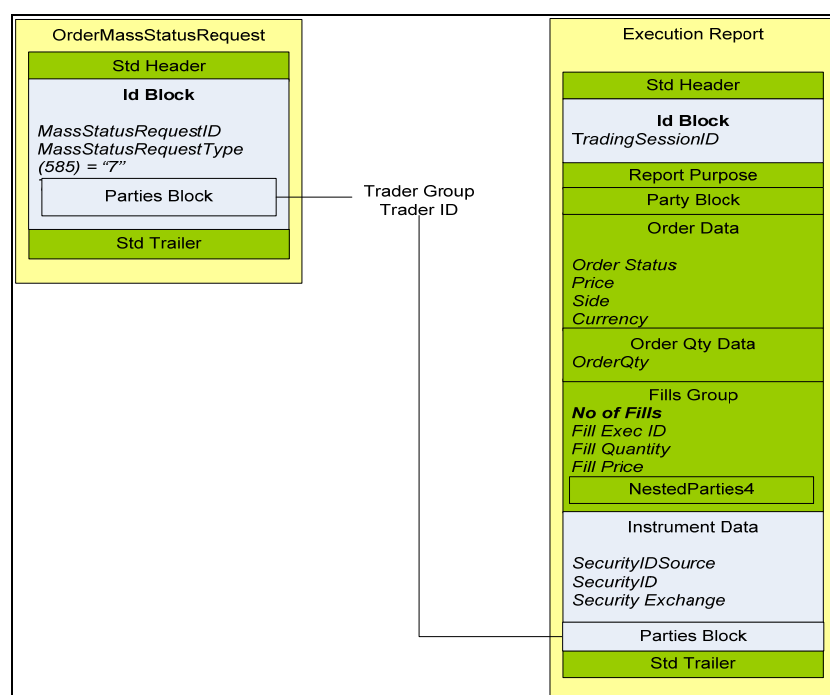 OrderMassStatusRequest
Std Header
Id Block
MassStatusRequestID
MassStatusRequestType
(585) = “7”
Parties Block
Std Trailer
Trader Group
Trader ID
Execution Report
Std Header
Id Block
TradingSessionID
Report Purpose
Party Block
Order Data
Order Status
Price
Side
Currency
Order Qty Data
OrderQty
Fills Group
No of Fills
Fill Exec ID
Fill Quantity
Fill Price
NestedParties4
Instrument Data
SecurityIDSource
SecurityID
Security Exchange
Parties Block
Std Trailer